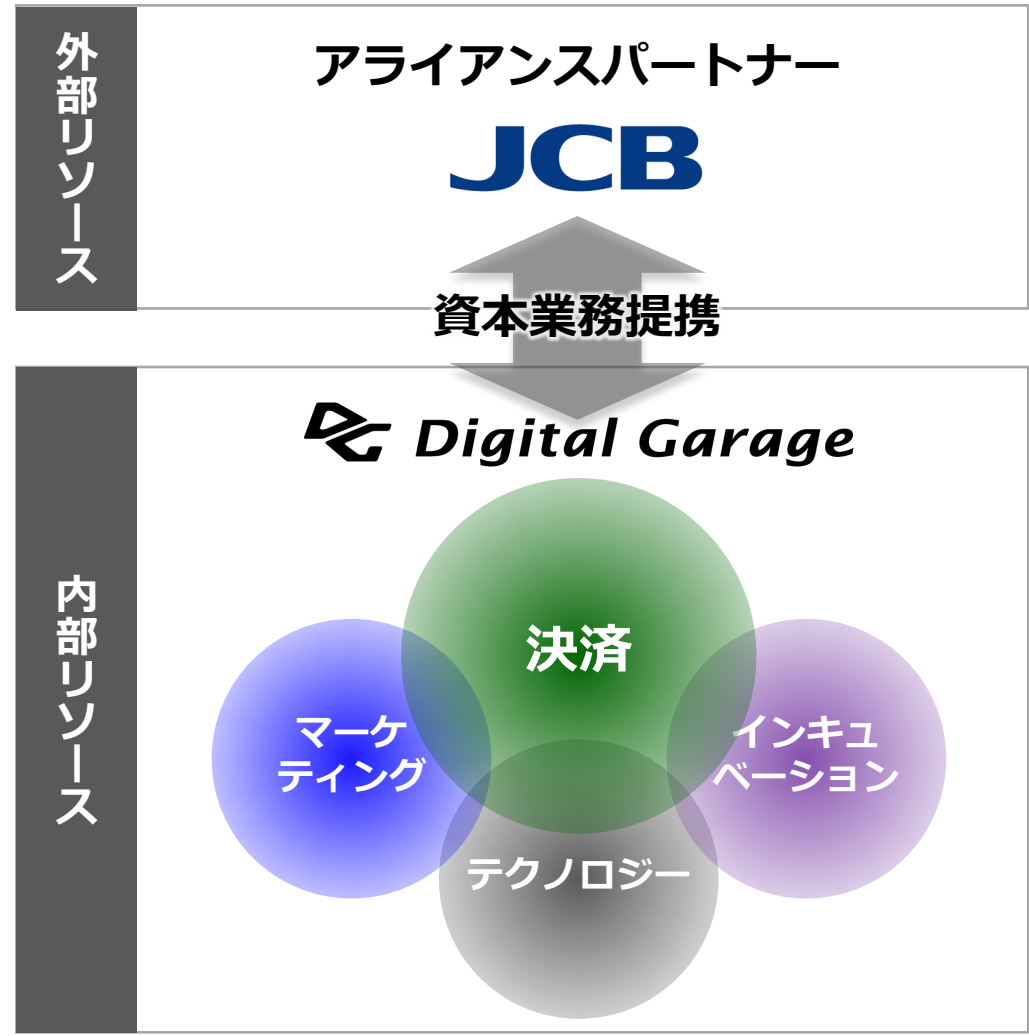 外部リソース
アライアンスパートナー
JCB
資本業務提携
内部リソース
DG Digital Garage
決済
マーケ
ティング
インキュ
ベーション
テクノロジー